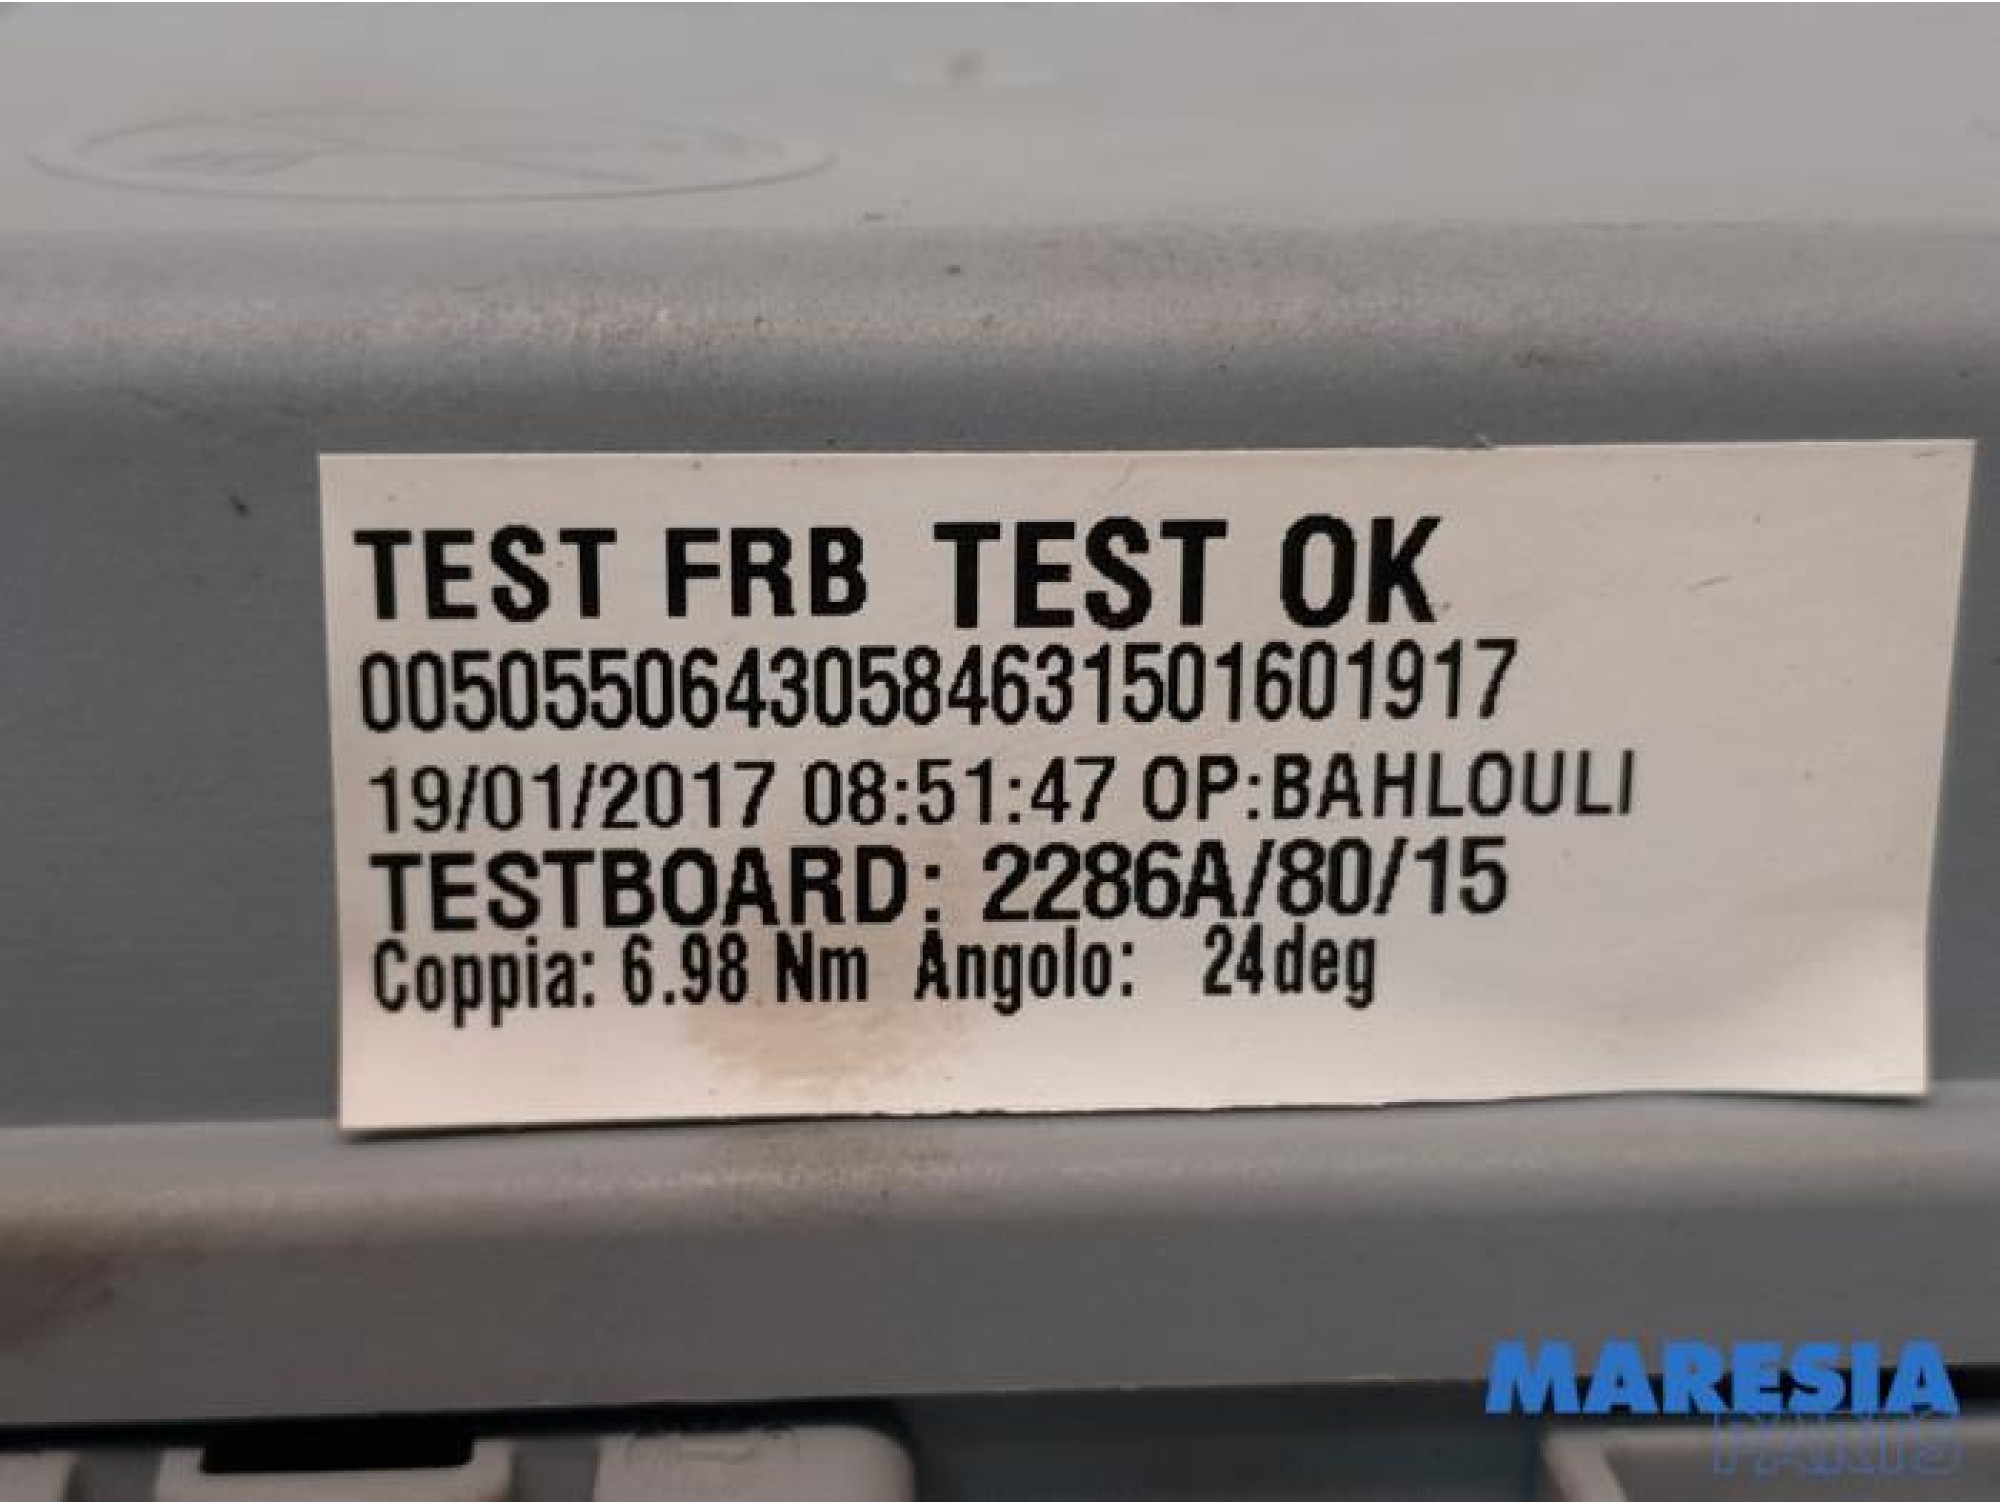 TEST FRB TEST OK
00505506430584631501601917
19/01/2017 08:51:47 OP:BAHLOULI
TESTBOARD: 2286A/80/15
Coppia: 6.98 Nm Angolo: 24deg
MARESIA
PARTS